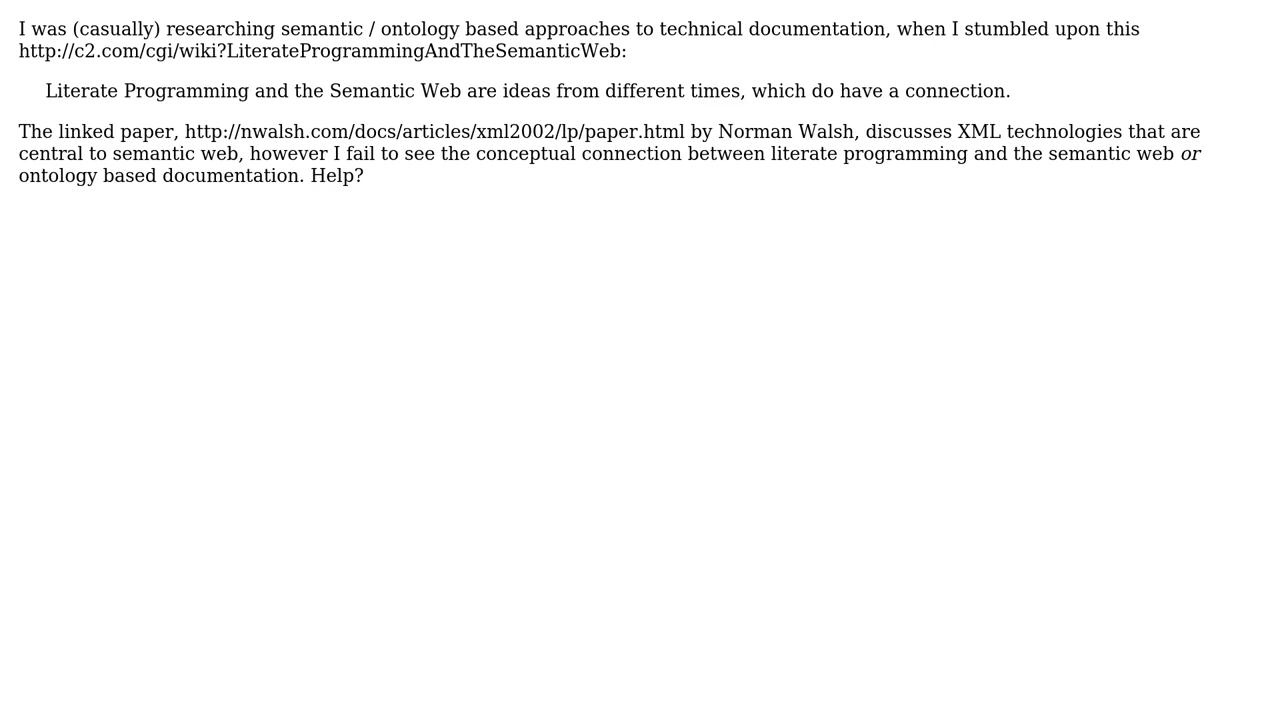 I was (casually) researching semantic / ontology based approaches to technical documentation, when I stumbled upon this
http://c2.com/cgi/wiki?LiterateProgrammingAndTheSemanticWeb:
Literate Programming and the Semantic Web are ideas from different times, which do have a connection.
The linked paper, http://nwalsh.com/docs/articles/xml2002/lp/paper.html by Norman Walsh, discusses XML technologies that are
central to semantic web, however I fail to see the conceptual connection between literate programming and the semantic web or
ontology based documentation. Help?